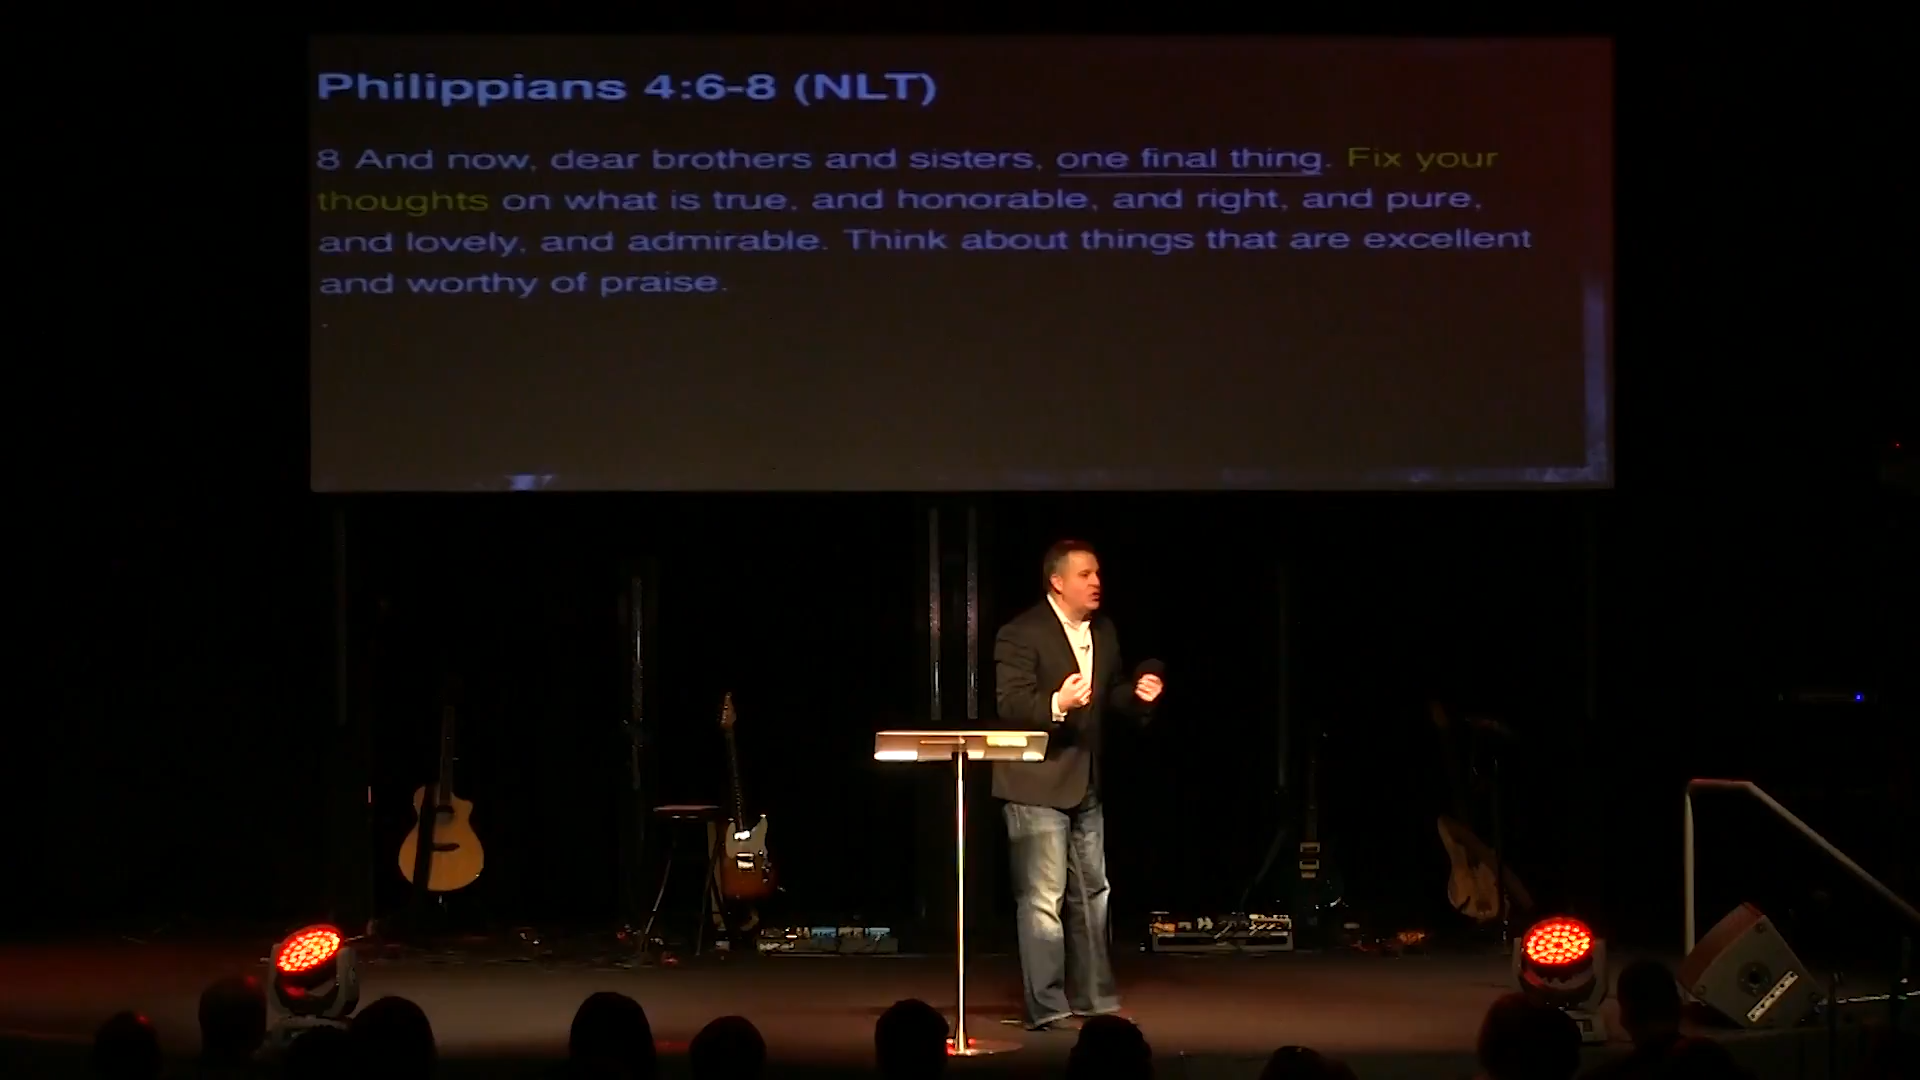 Philippians 4:6-8 (NLT)
8 And now, dear brothers and sisters, one final thing. Fix your
thoughts on what is true, and honorable, and right, and pure,
and lovely, and admirable. Think about things that are excellent
and worthy of praise.